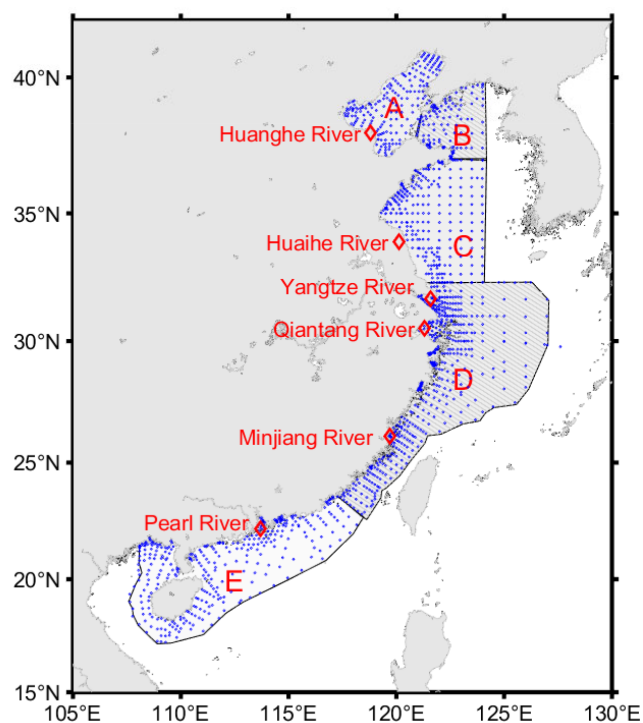 40°N
A
Huanghe River
B
35°N
Huaihe River
C
Yangtze River
30°N
Qiantang River
D
Minjiang River
25°N
Pearl River
20°N
E
15°N
105°E 110°E 115°E 120°E 125°E 130°E